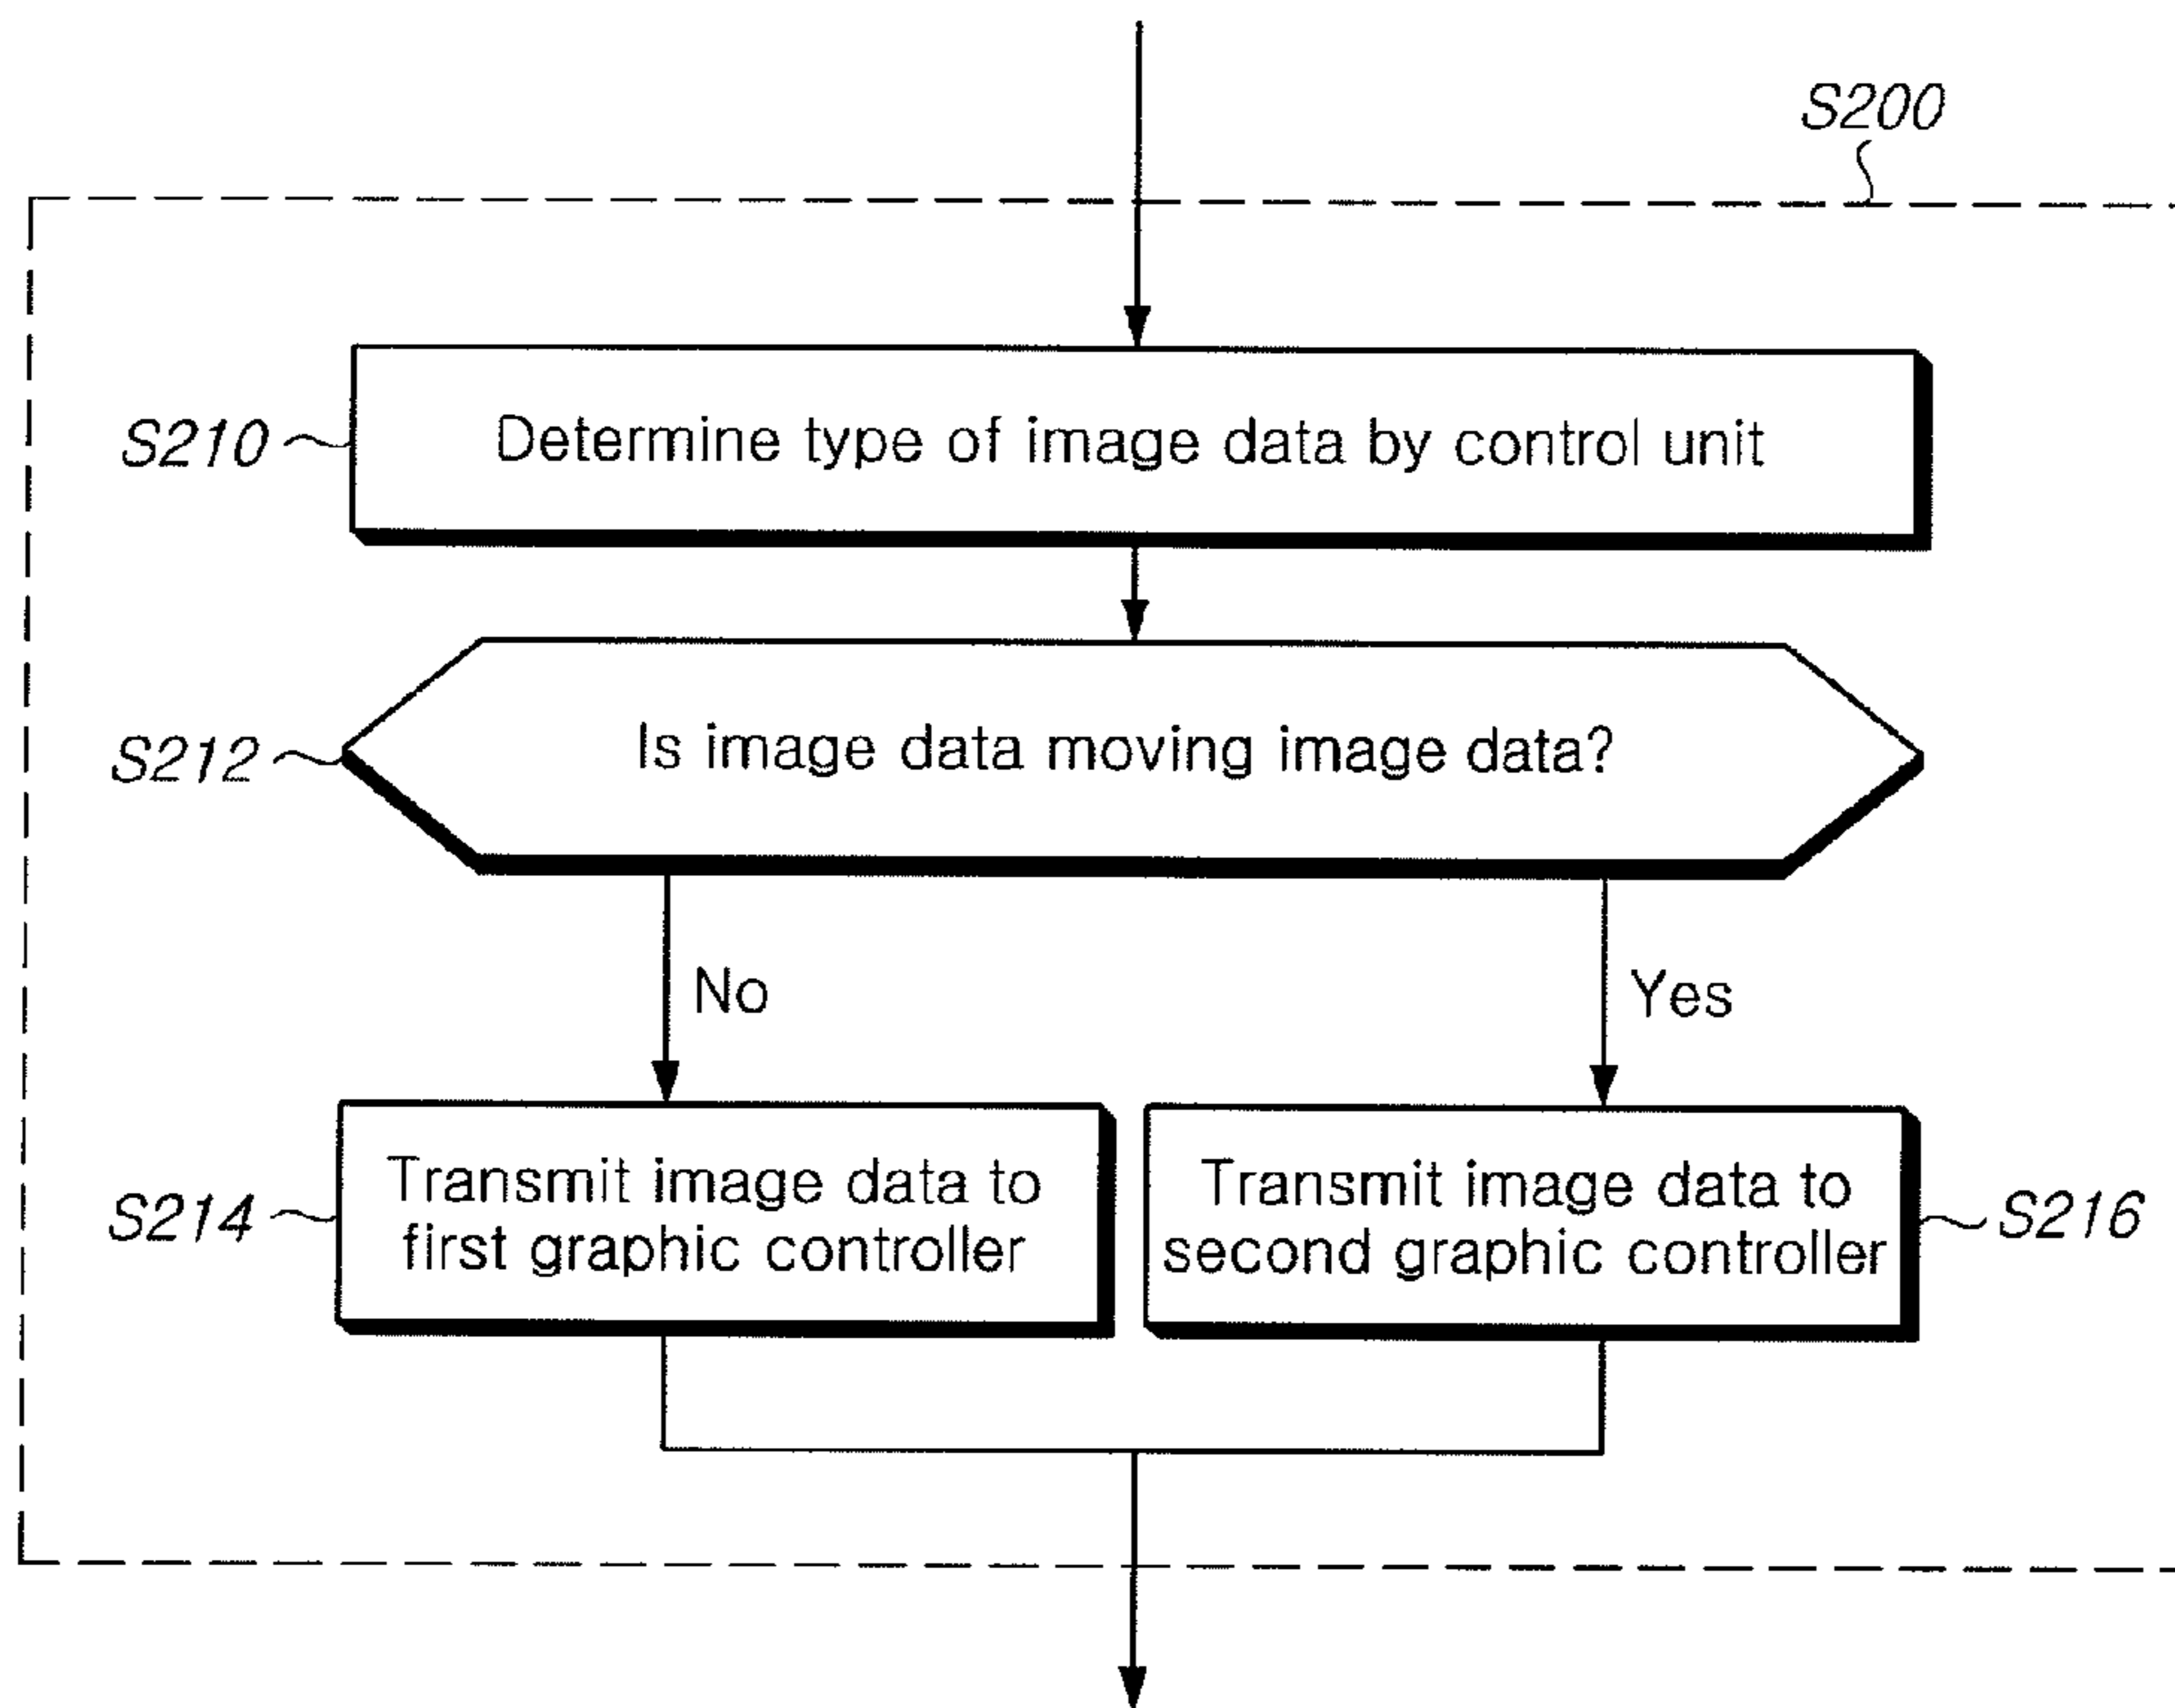 S200
S210
Determine type of image data by control unit
S212
Is image data moving image data?
No
Yes
S214
Transmit image data to
first graphic controller
Transmit image data to
second graphic controller
S216